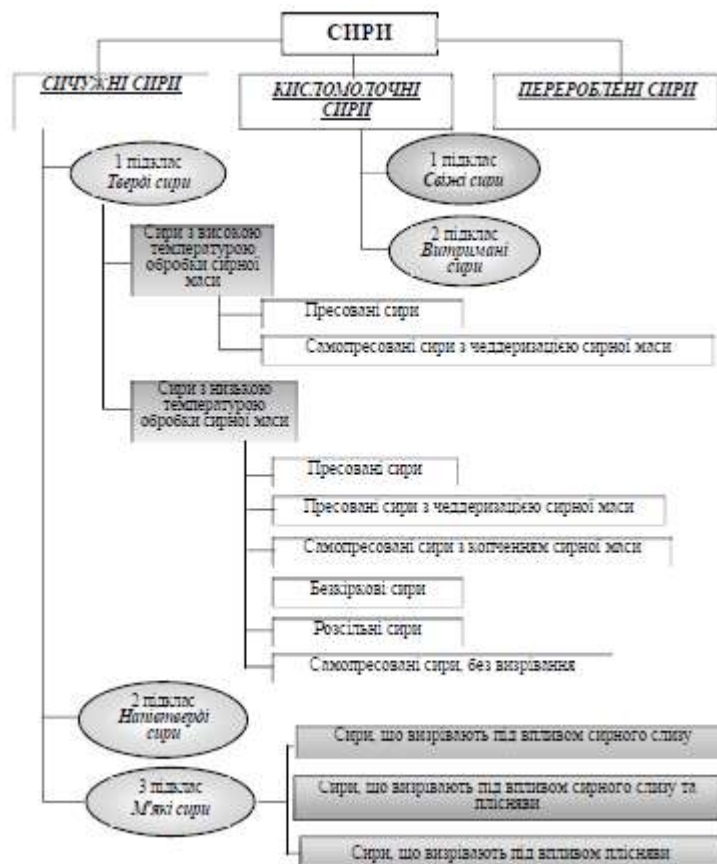 СИРИ
СИЧУЖНІ СИРИ
КИСЛОМОЛОЧНІ
СИРИ
ПЕРЕРОБЛЕНІ СИРИ
1 підклас
Тверді сири
1 підклас
Свіжі сири
2 підклас
Витримані
сири
Сири з високою
температурою
обробки сирної
маси
Пресовані сири
Самопресовані сири з чеддеризацією сирної маси
Сири з низькою
температурою
обробки сирної маси
Пресовані сири
Пресовані сири з чеддеризацією сирної маси
Самопресовані сири з копченням сирної маси
Безкіркові сири
Розсільні сири
Самопресовані сири, без визрівання
2 підклас
Напівтверді
сири
3 підклас
М'які сири
Сири, що визрівають під впливом сирного слизу
Сири, що визрівають під впливом сирного слизу та
плісняви
Сири, що визрівають під впливом плісняви